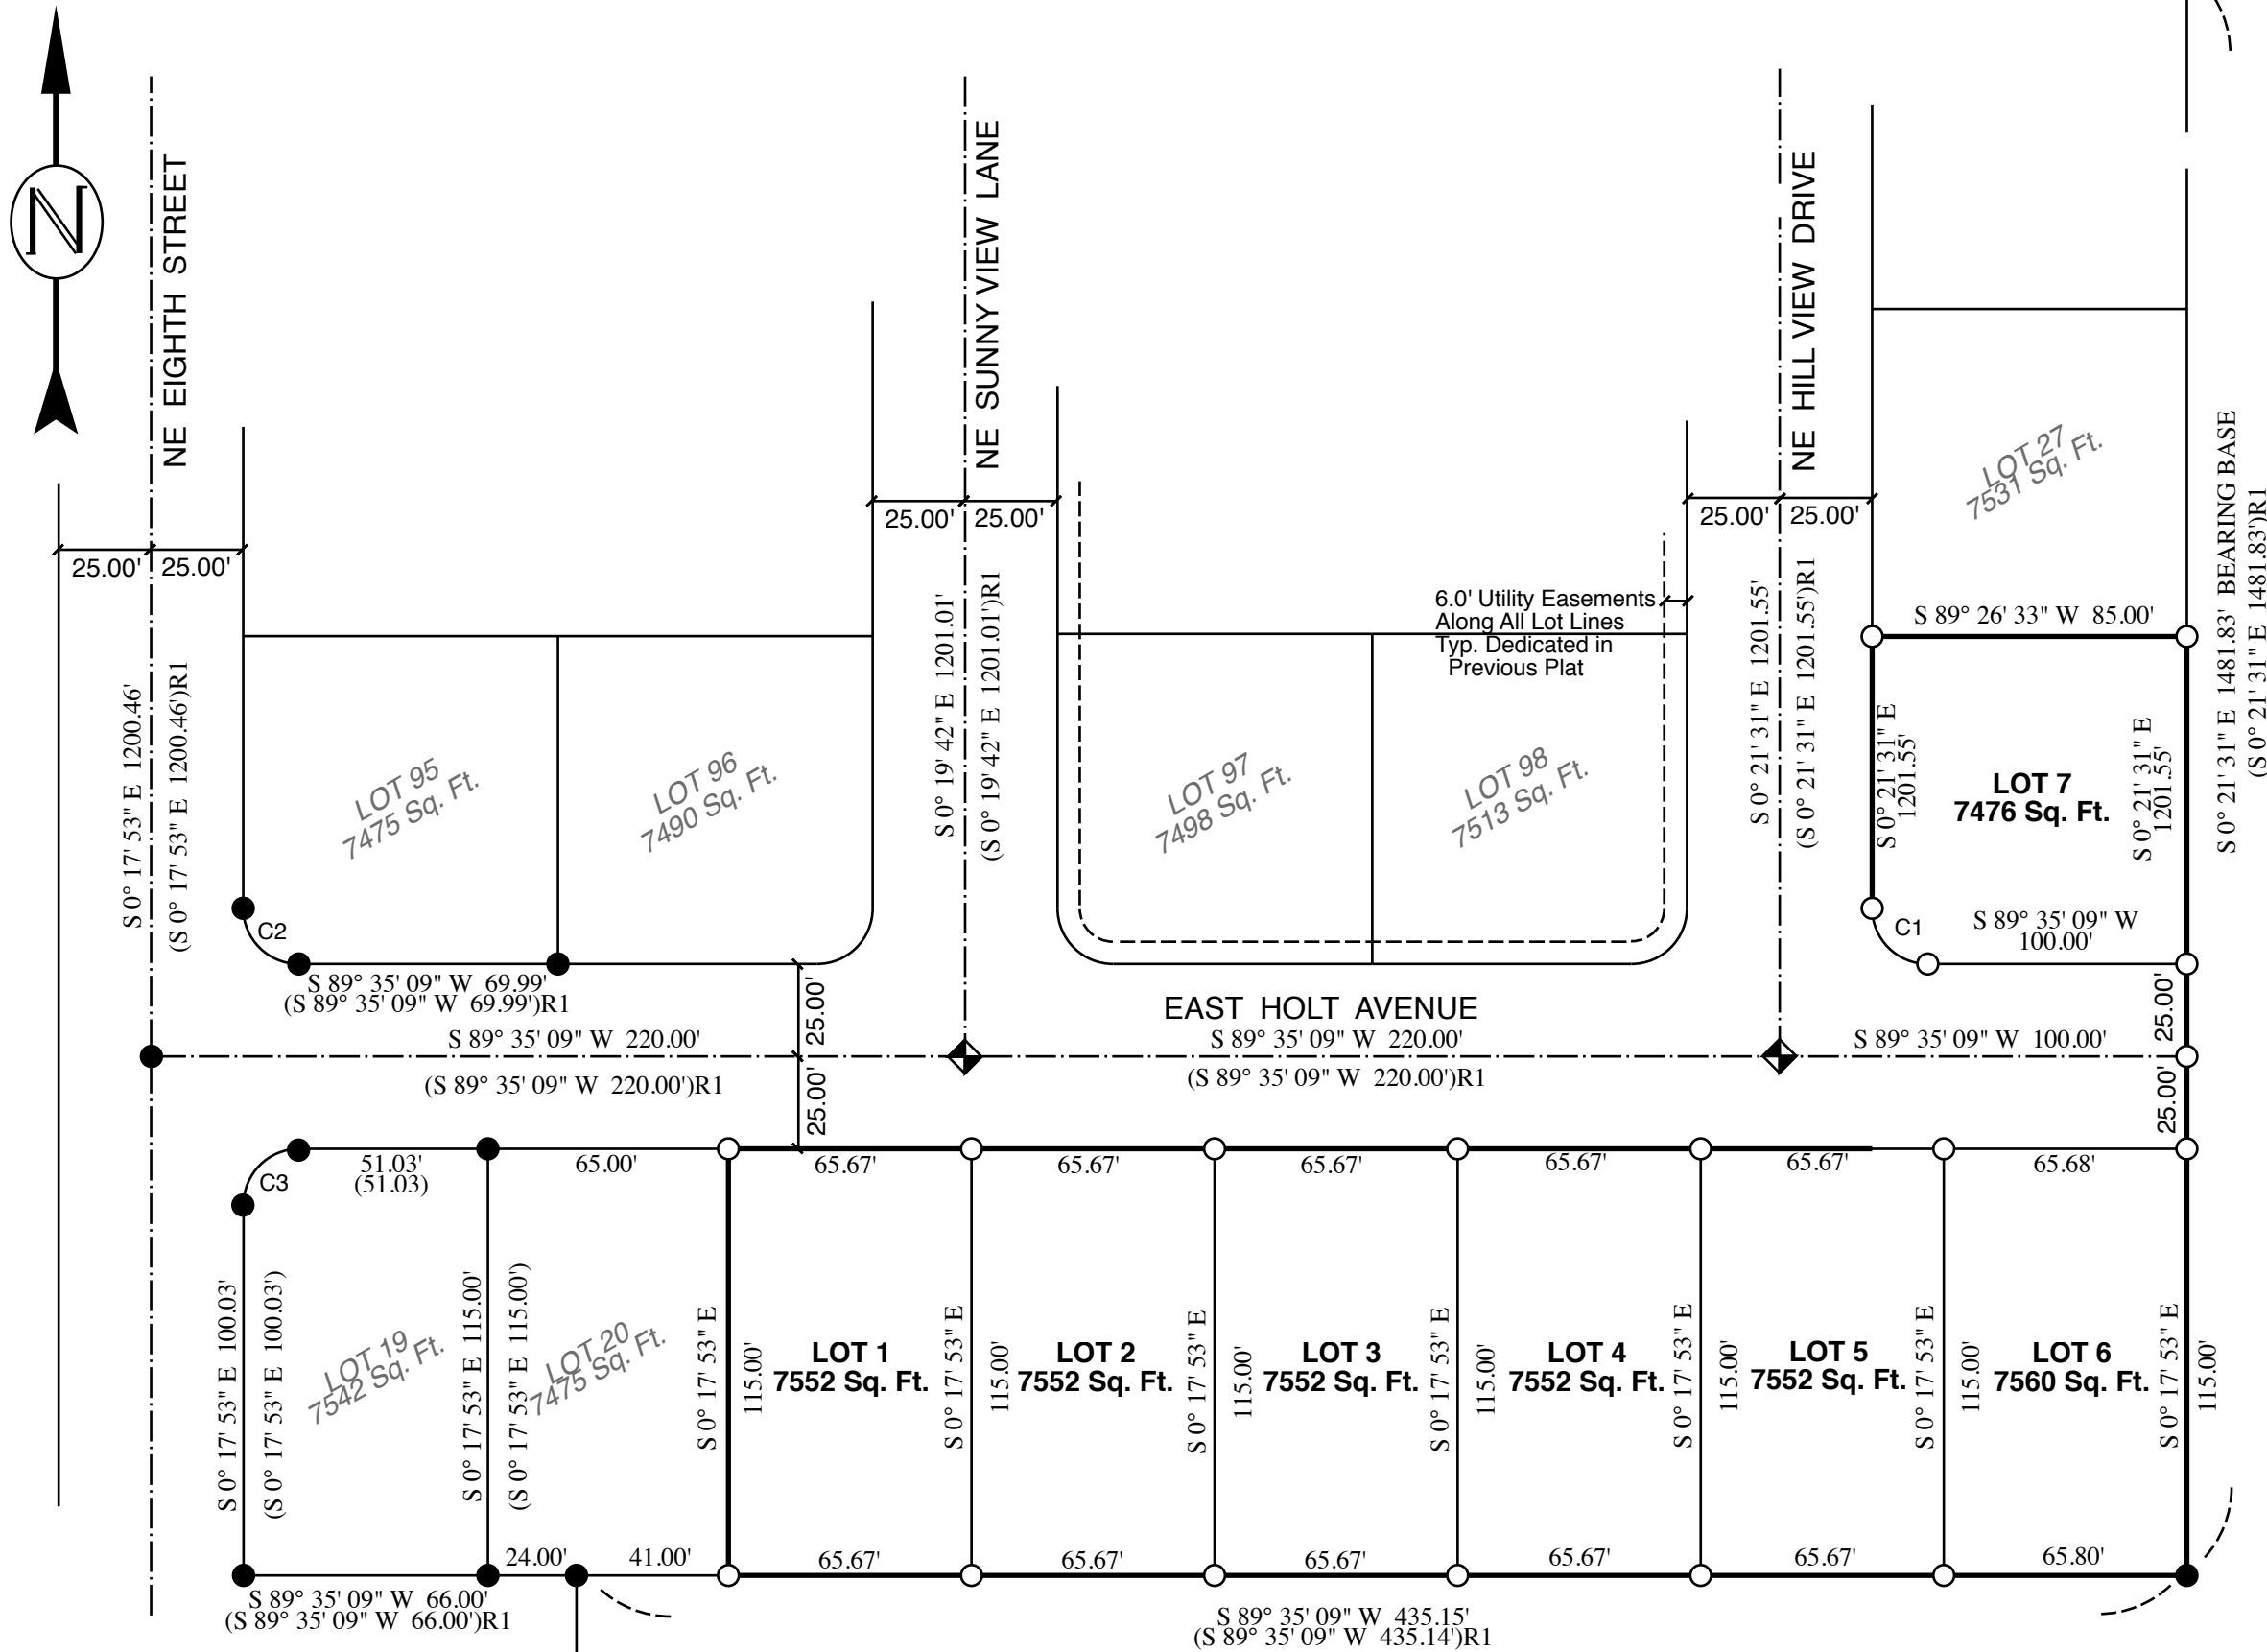 N
NE EIGHTH STREET
NE SUNNY VIEW LANE
NE HILL VIEW DRIVE
25.00'
25.00'
25.00'
25.00'
25.00'
25.00'
S 0° 17' 53" E 1200.46'
(S 0° 17' 53" E 1200.46')R1
S 0° 19' 42" E 1201.01'
(S 0° 19' 42" E 1201.01')R1
S 0° 21' 31" E 1201.55'
(S 0° 21' 31" E 1201.55')R1
6.0' Utility Easements
Along All Lot Lines
Typ. Dedicated in
Previous Plat
LOT 27
7531 Sq. Ft.
S 0° 21' 31" E 1481.83' BEARING BASE
(S 0° 21' 31" E 1481.83')R1
S 89° 26' 33" W 85.00'
LOT 95
7475 Sq. Ft.
LOT 96
7490 Sq. Ft.
LOT 97
7498 Sq. Ft.
LOT 98
7513 Sq. Ft.
S 0° 21' 31" E
1201.55'
LOT 7
7476 Sq. Ft.
S 0° 21' 31" E
1201.55'
C2
C1
S 89° 35' 09" W
100.00'
S 89° 35' 09" W 69.99'
(S 89° 35' 09" W 69.99')R1
25.00'
EAST HOLT AVENUE
25.00'
S 89° 35' 09" W 220.00'
S 89° 35' 09" W 220.00'
S 89° 35' 09" W 100.00'
(S 89° 35' 09" W 220.00')R1
(S 89° 35' 09" W 220.00')R1
25.00'
25.00'
C3
51.03'
(51.03)
65.00'
65.67'
65.67'
65.67'
65.67'
65.67'
65.68'
S 0° 17' 53" E 100.03'
(S 0° 17' 53" E 100.03')
LOT 19
7542 Sq. Ft.
S 0° 17' 53" E 115.00'
(S 0° 17' 53" E 115.00')
LOT 20
7475 Sq. Ft.
S 0° 17' 53" E
115.00'
LOT 1
7552 Sq. Ft.
S 0° 17' 53" E
115.00'
LOT 2
7552 Sq. Ft.
S 0° 17' 53" E
115.00'
LOT 3
7552 Sq. Ft.
S 0° 17' 53" E
115.00'
LOT 4
7552 Sq. Ft.
S 0° 17' 53" E
115.00'
LOT 5
7552 Sq. Ft.
S 0° 17' 53" E
115.00'
LOT 6
7560 Sq. Ft.
S 0° 17' 53" E
115.00'
24.00'
41.00'
65.67'
65.67'
65.67'
65.67'
65.67'
65.80'
S 89° 35' 09" W 66.00'
(S 89° 35' 09" W 66.00')R1
S 89° 35' 09" W 435.15'
(S 89° 35' 09" W 435.14')R1